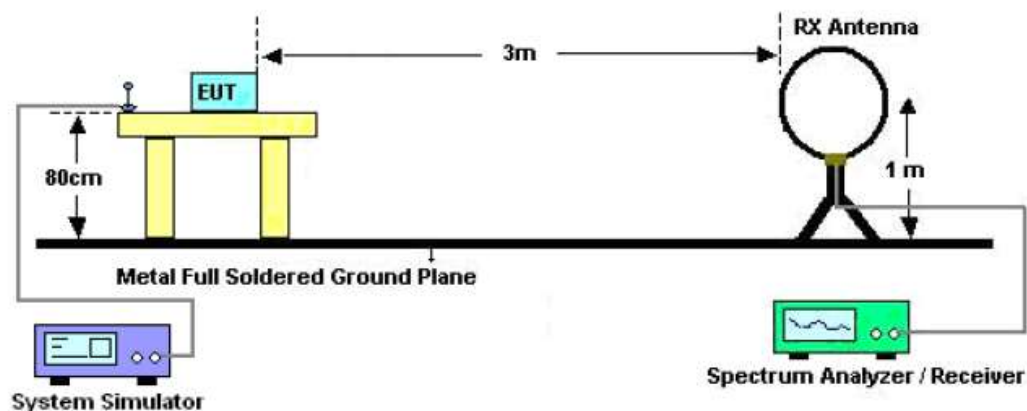 RX Antenna
3m
EUT
80cm
1 m
Metal Full Soldered Ground Plane
System Simulator
Spectrum Analyzer / Receiver